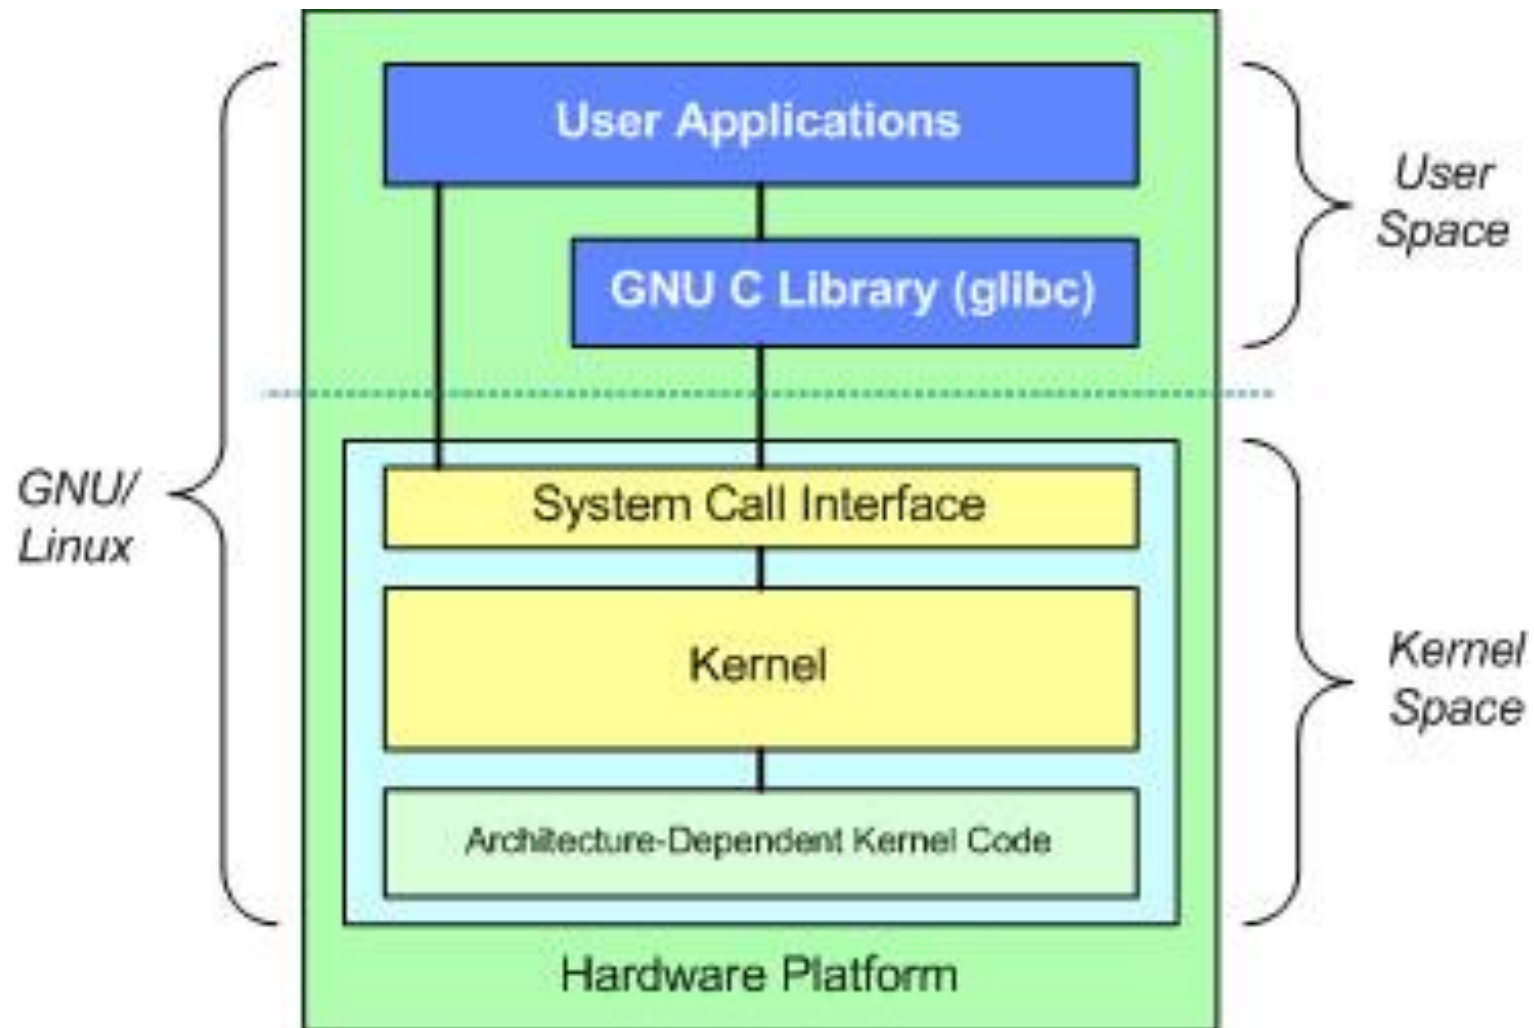 User Applications
User
Space
GNU C Library (glibc)
GNU/
Linux
System Call Interface
Kernel
Kernel
Space
Architecture-Dependent Kernel Code
Hardware Platform